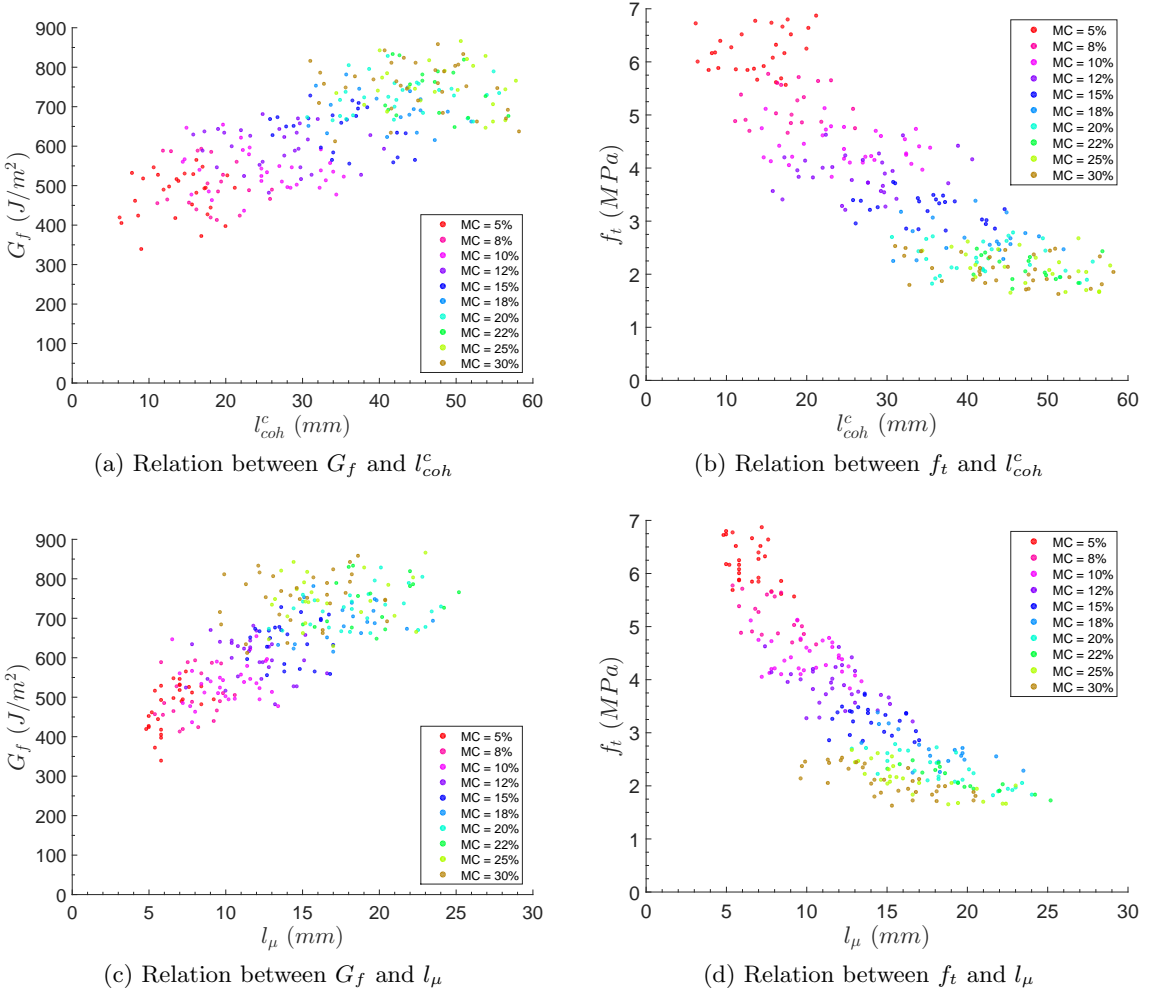 900
800
700
600
500
400
300
200
100
0
G_f (J/m^2)
0 10 20 30 40 50 60
l^c_coh (mm)
MC = 5%
MC = 8%
MC = 10%
MC = 12%
MC = 15%
MC = 18%
MC = 20%
MC = 22%
MC = 25%
MC = 30%
(a) Relation between G_f and l^c_coh
7
6
5
4
3
2
1
0
f_t (MPa)
0 10 20 30 40 50 60
l^c_coh (mm)
MC = 5%
MC = 8%
MC = 10%
MC = 12%
MC = 15%
MC = 18%
MC = 20%
MC = 22%
MC = 25%
MC = 30%
(b) Relation between f_t and l^c_coh
900
800
700
600
500
400
300
200
100
0
G_f (J/m^2)
0 5 10 15 20 25 30
l_μ (mm)
MC = 5%
MC = 8%
MC = 10%
MC = 12%
MC = 15%
MC = 18%
MC = 20%
MC = 22%
MC = 25%
MC = 30%
(c) Relation between G_f and l_μ
7
6
5
4
3
2
1
0
f_t (MPa)
0 5 10 15 20 25 30
l_μ (mm)
MC = 5%
MC = 8%
MC = 10%
MC = 12%
MC = 15%
MC = 18%
MC = 20%
MC = 22%
MC = 25%
MC = 30%
(d) Relation between f_t and l_μ